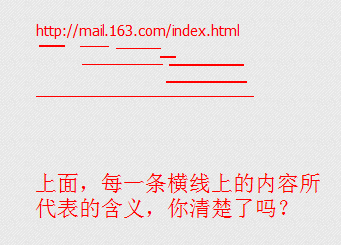 http://mail.163.com/index.html
上面，每一条横线上的内容所
代表的含义，你清楚了吗？